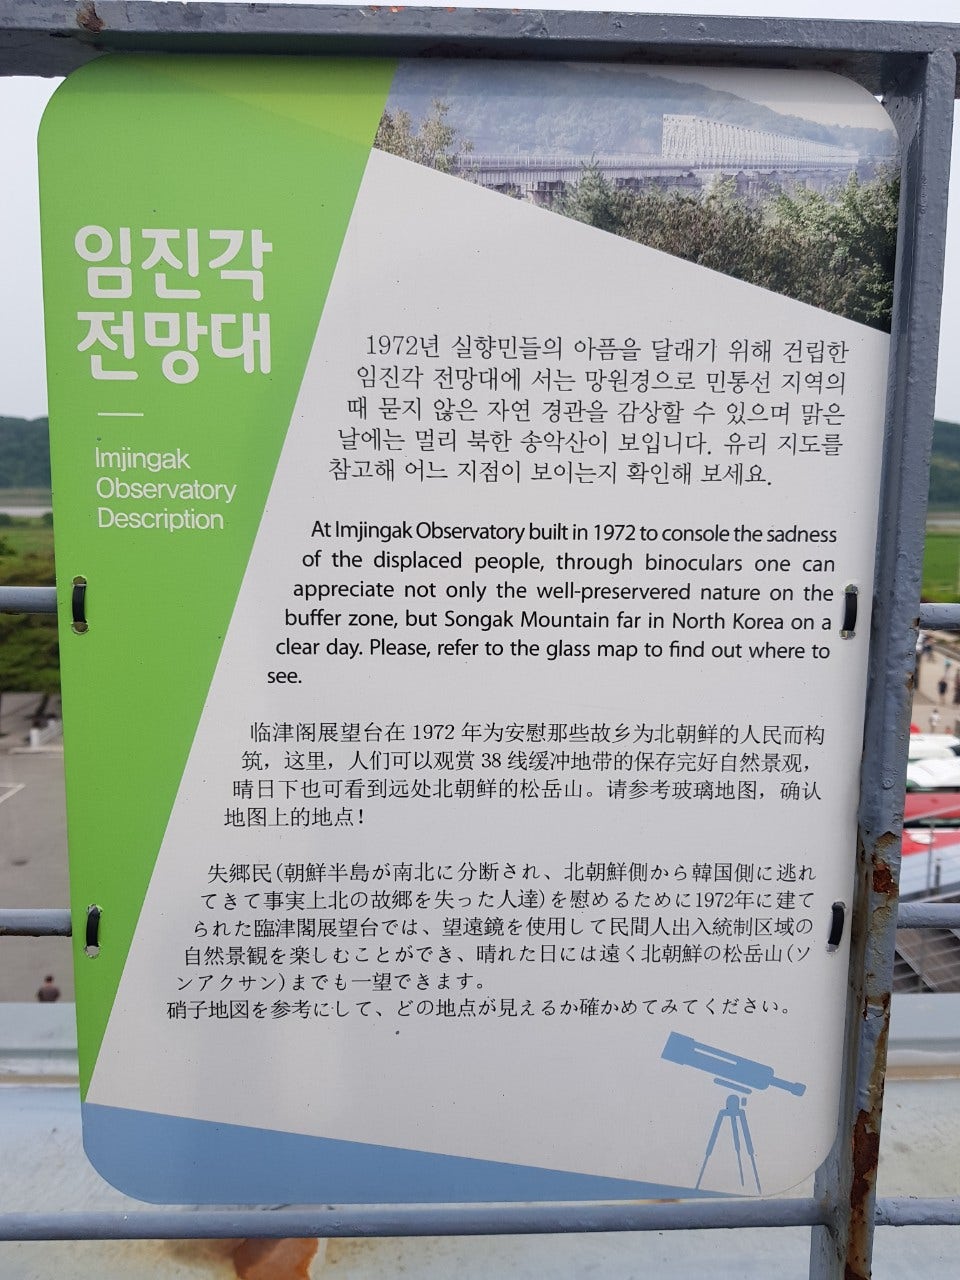 임진각
전망대
Imjingak
Observatory
Description
1972년 실향민들의 아픔을 달래기 위해 건립한
임진각 전망대에 서는 망원경으로 민통선 지역의
때 묻지 않은 자연 경관을 감상할 수 있으며 맑은
날에는 멀리 북한 송악산이 보입니다. 유리 지도를
참고해 어느 지점이 보이는지 확인해 보세요.
At Imjingak Observatory built in 1972 to console the sadness
of the displaced people, through binoculars one can
appreciate not only the well-preservered nature on the
buffer zone, but Songak Mountain far in North Korea on a
clear day. Please, refer to the glass map to find out where to
see.
临津阁展望台在 1972 年为安慰那些故乡为北朝鲜的人民而构
筑，这里，人们可以观赏 38 线缓冲地带的保存完好自然景观，
晴日下也可看到远处北朝鲜的松岳山。请参考玻璃地图，确认
地图上的地点！
失郷民(朝鮮半島が南北に分断され、北朝鮮側から韓国側に逃れ
てきて事実上北の故郷を失った人達)を慰めるために1972年に建て
られた臨津閣展望台では、望遠鏡を使用して民間人出入統制区域の
自然景観を楽しむことができ、晴れた日には遠く北朝鮮の松岳山(ソ
ンアクサン)までも一望できます。
硝子地図を参考にして、どの地点が見えるか確かめてみてください。